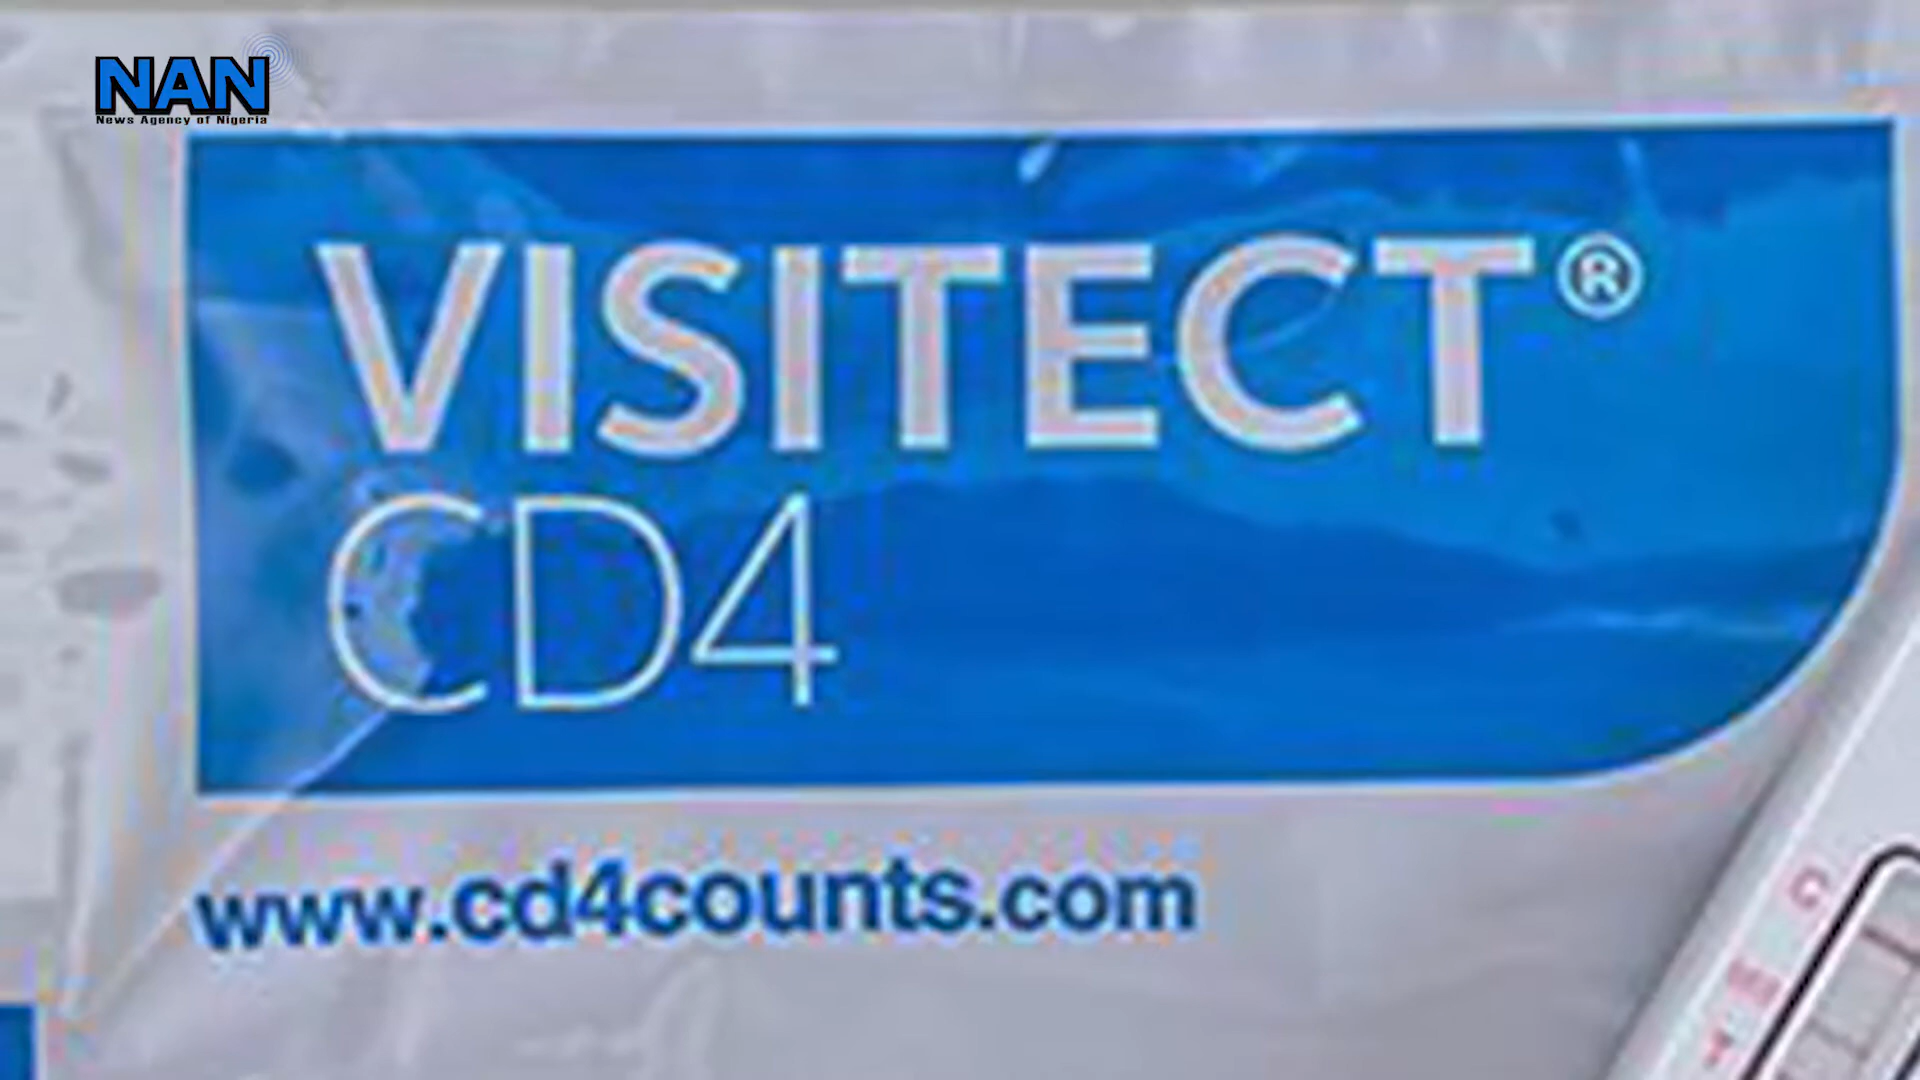 NAN
News Agency of Nigeria
VISITECT®
CD4
www.cd4counts.com
C
T